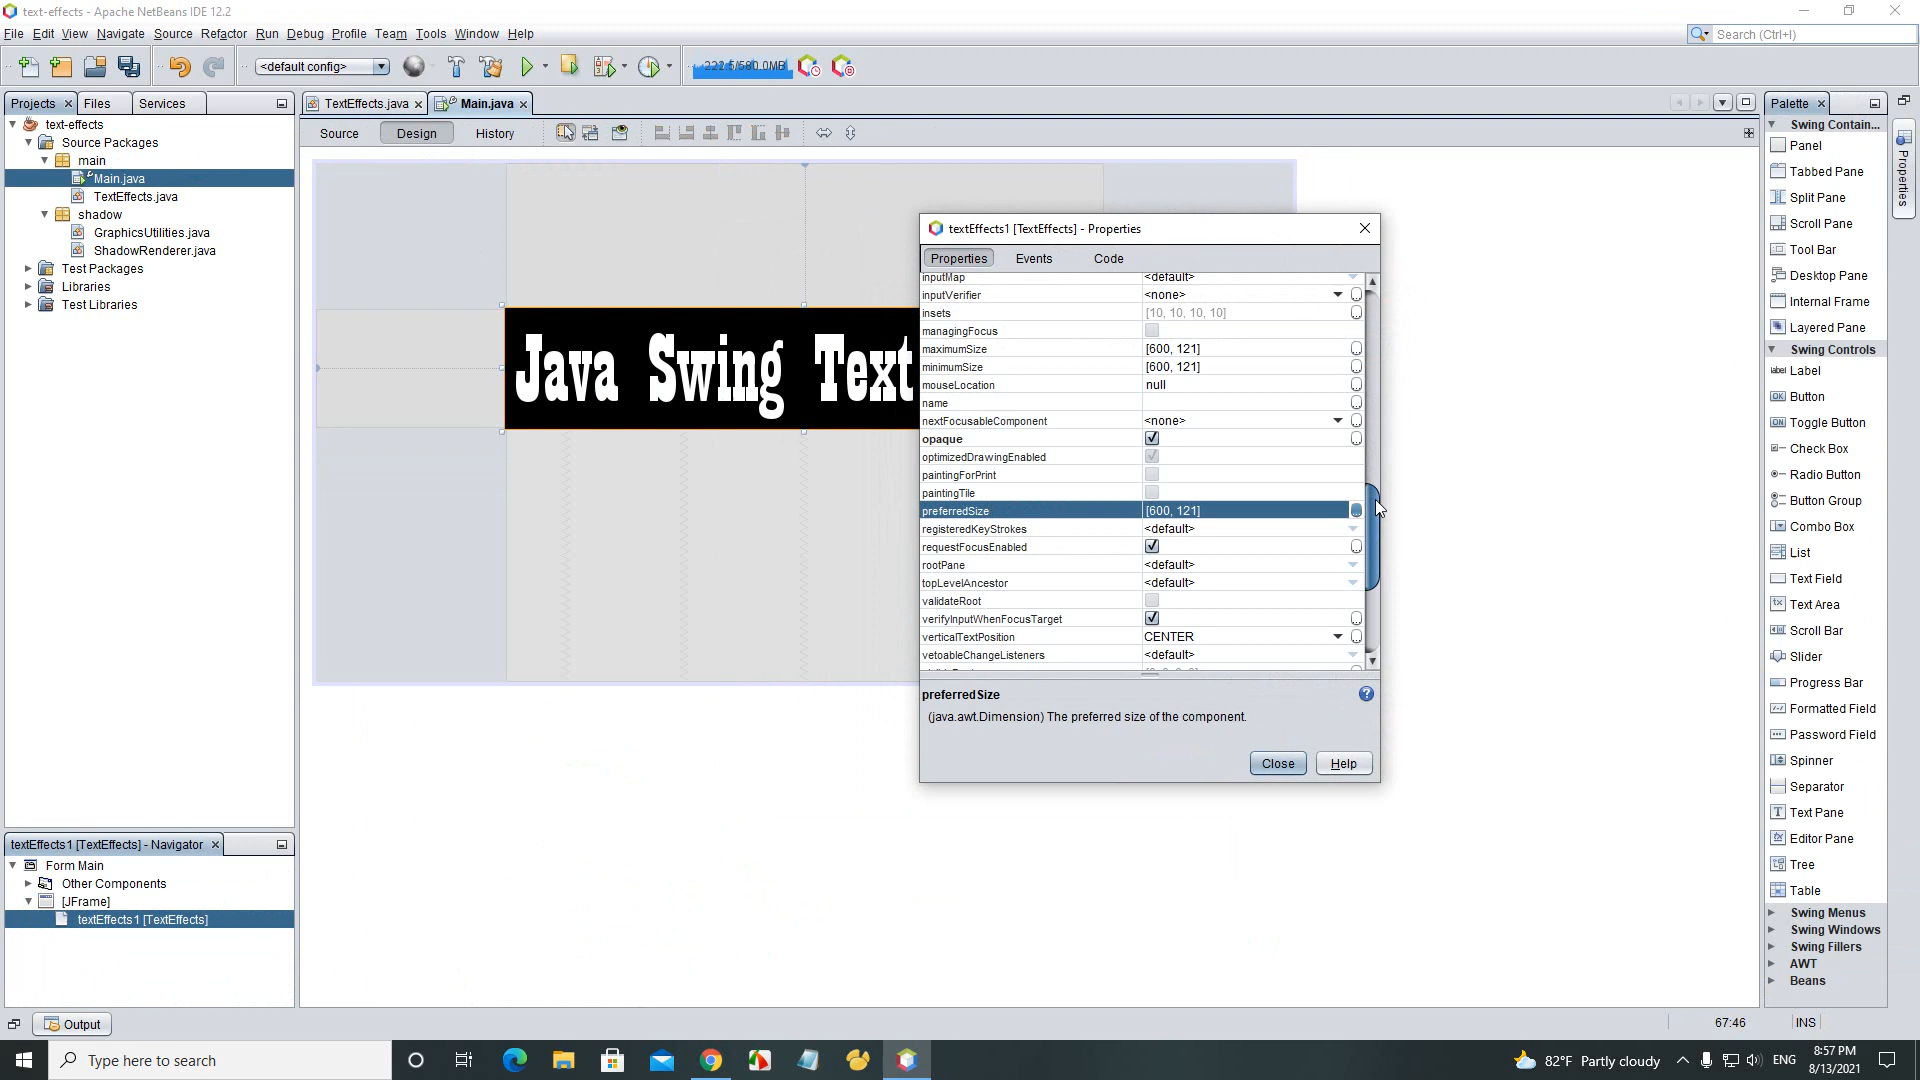 text-effects - Apache NetBeans IDE 12.2
File Edit View Navigate Source Refactor Run Debug Profile Team Tools Window Help
Search (Ctrl+I)
<default config>
222.5/580.0MB
Projects Files Services
TextEffects.java Main.java
Palette
Source Design History
text-effects
Source Packages
main
Main.java
TextEffects.java
shadow
GraphicsUtilities.java
ShadowRenderer.java
Test Packages
Libraries
Test Libraries
Java Swing Text
textEffects1 [TextEffects] - Properties
Properties Events Code
inputMap <default>
inputVerifier <none>
insets [10, 10, 10, 10]
managingFocus
maximumSize [600, 121]
minimumSize [600, 121]
mouseLocation null
name
nextFocusableComponent <none>
opaque
optimizedDrawingEnabled
paintingForPrint
paintingTile
preferredSize [600, 121]
registeredKeyStrokes <default>
requestFocusEnabled
rootPane <default>
topLevelAncestor <default>
validateRoot
verifyInputWhenFocusTarget
verticalTextPosition CENTER
vetoableChangeListeners <default>
preferredSize
(java.awt.Dimension) The preferred size of the component.
Close Help
Swing Contain...
Panel
Tabbed Pane
Split Pane
Scroll Pane
Tool Bar
Desktop Pane
Internal Frame
Layered Pane
Swing Controls
label Label
OK Button
ON Toggle Button
Check Box
Radio Button
Button Group
Combo Box
List
Text Field
Text Area
Scroll Bar
Slider
Progress Bar
Formatted Field
Password Field
Spinner
Separator
Text Pane
Editor Pane
Tree
Table
Swing Menus
Swing Windows
Swing Fillers
AWT
Beans
Properties
textEffects1 [TextEffects] - Navigator
Form Main
Other Components
[JFrame]
textEffects1 [TextEffects]
Output
67:46 INS
Type here to search
82°F Partly cloudy
ENG
8:57 PM
8/13/2021